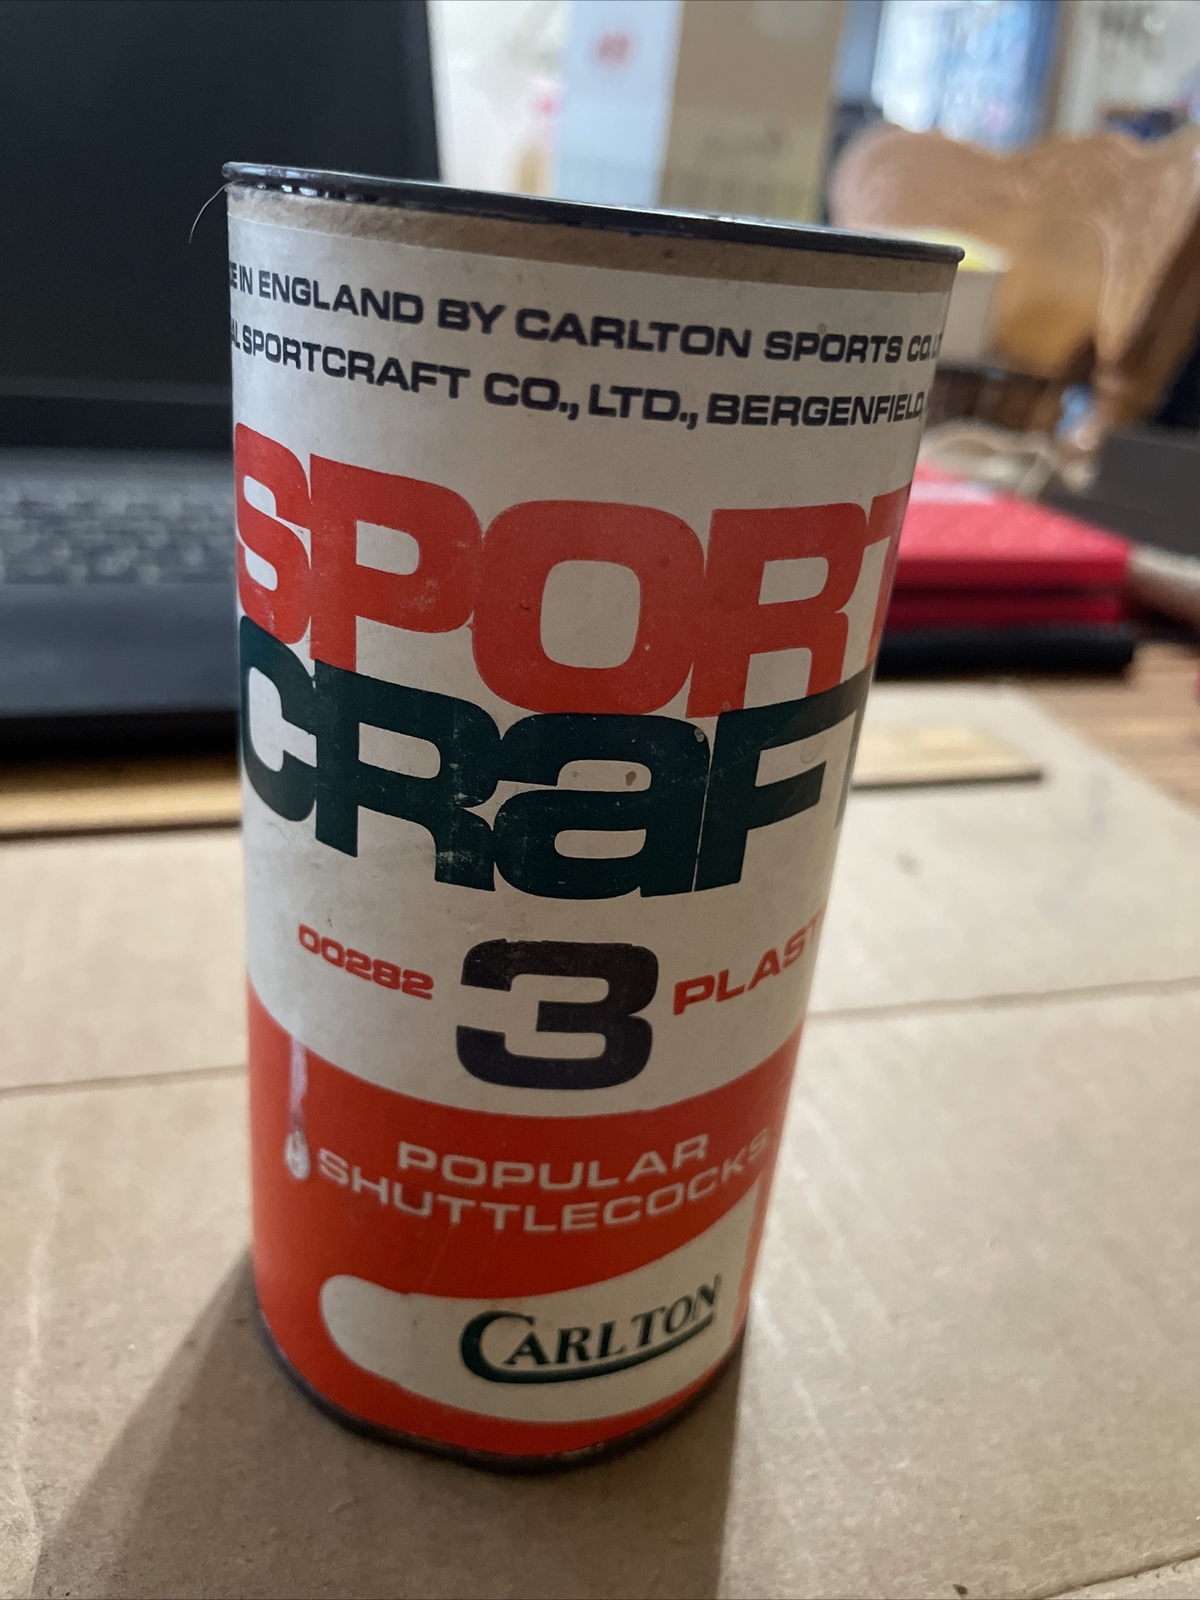 IN ENGLAND BY CARLTON SPORTS CO.
SPORTCRAFT CO., LTD., BERGENFIELD,
SPORT
CRaFT
00282 3 PLAST
POPULAR
SHUTTLECOCKS
CARLTON